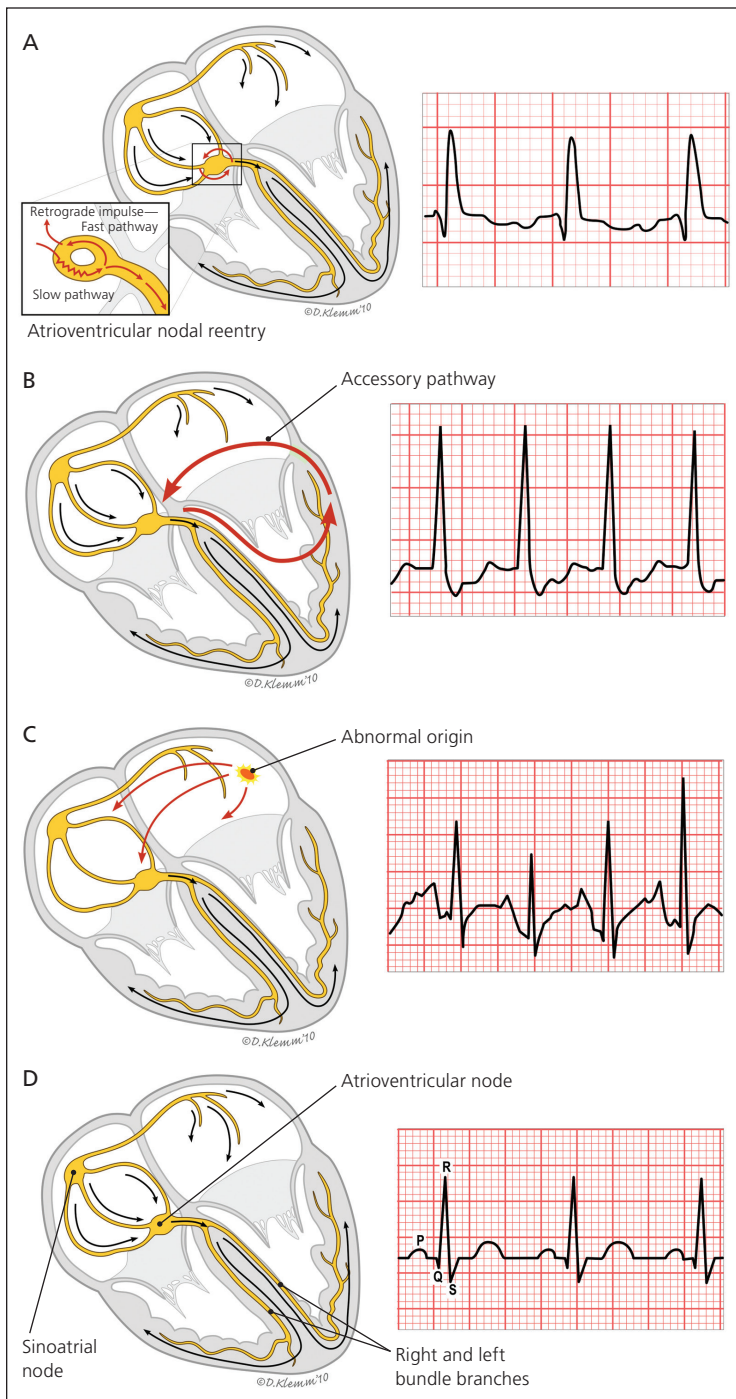 A
Retrograde impulse—
Fast pathway
Slow pathway
©D.Klemm'10
Atrioventricular nodal reentry
B
Accessory pathway
©D.Klemm'10
C
Abnormal origin
©D.Klemm'10
D
Atrioventricular node
R
P
Q
S
Sinoatrial
node
Right and left
bundle branches
©D.Klemm'10